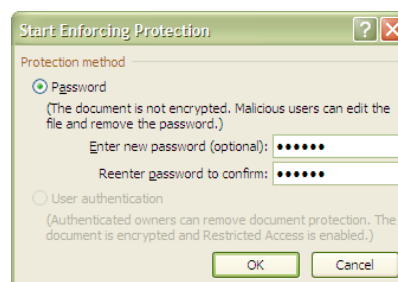 Start Enforcing Protection
Protection method
Password
(The document is not encrypted. Malicious users can edit the
file and remove the password.)
Enter new password (optional): ●●●●●●
Reenter password to confirm: ●●●●●●
User authentication
(Authenticated owners can remove document protection. The
document is encrypted and Restricted Access is enabled.)
OK Cancel